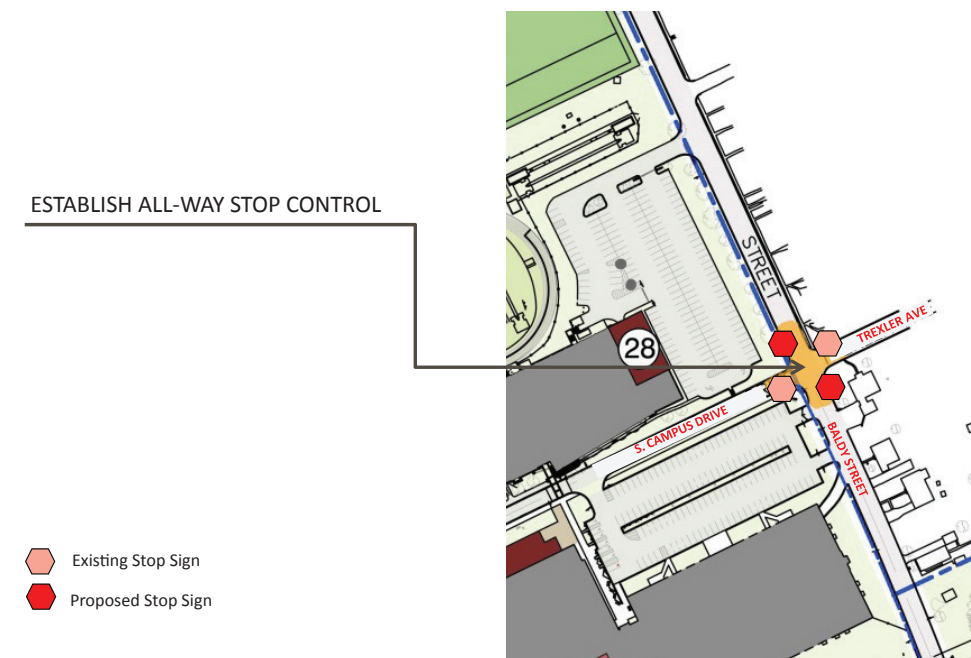 ESTABLISH ALL-WAY STOP CONTROL
STREET
TREXLER AVE
28
S. CAMPUS DRIVE
BALDY STREET
Existing Stop Sign
Proposed Stop Sign